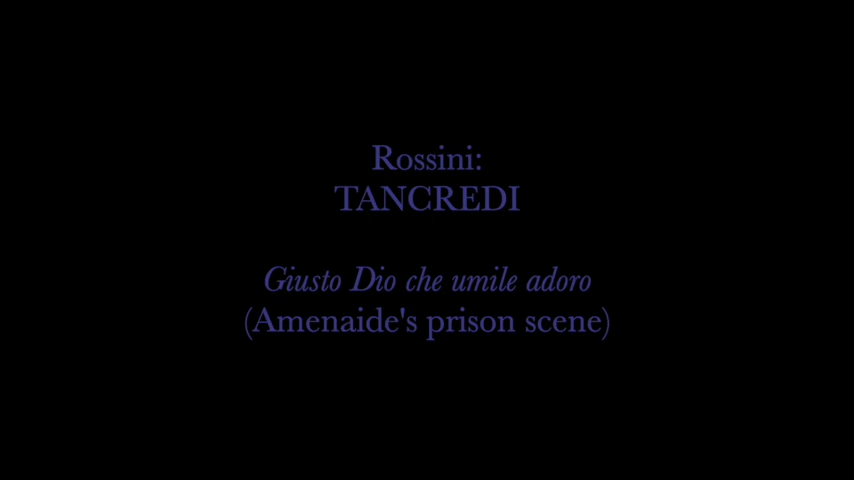 Rossini:
TANCREDI
Giusto Dio che umile adoro
(Amenaide's prison scene)